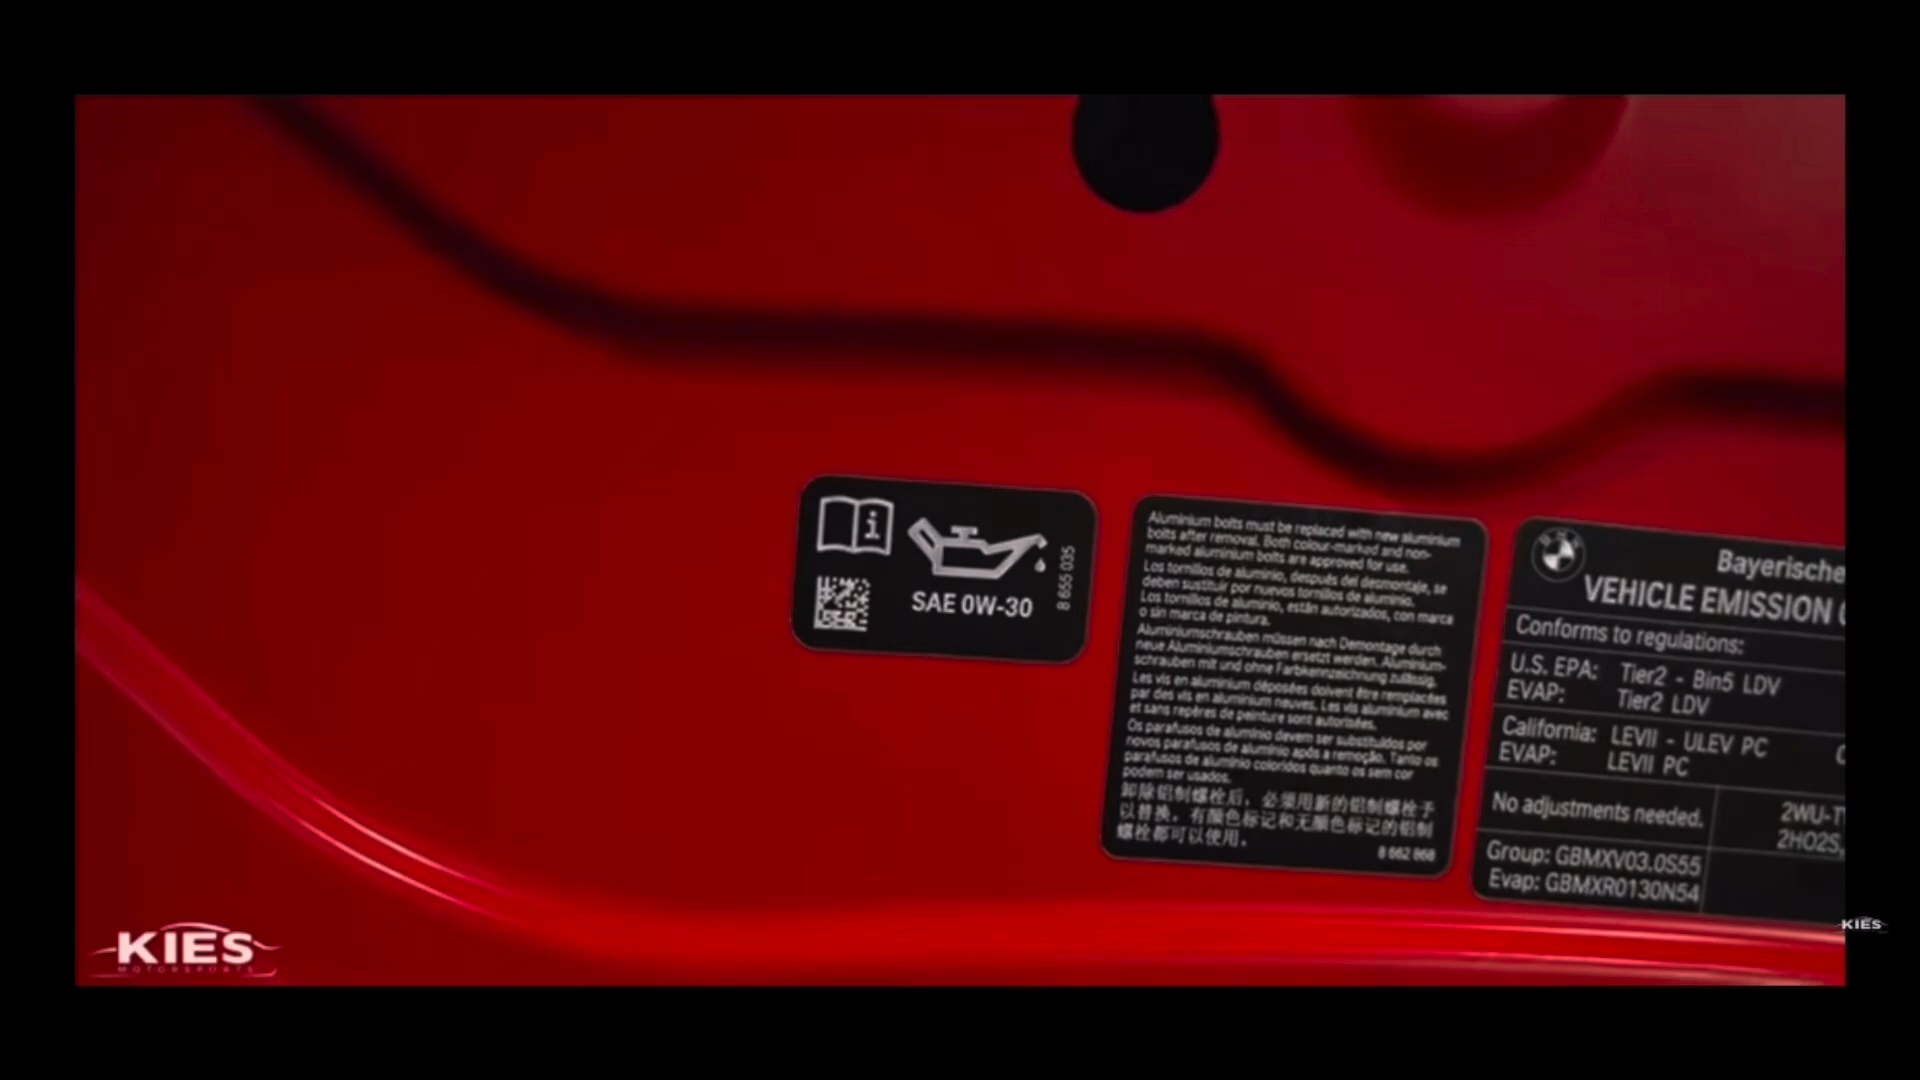 i
SAE 0W-30
8 655 035
Aluminium bolts must be replaced with new aluminium
bolts after removal. Both colour-marked and non-
marked aluminium bolts are approved for use.
Los tornillos de aluminio, después del desmontaje, se
deben sustituir por nuevos tornillos de aluminio.
Los tornillos de aluminio, están autorizados, con marca
o sin marca de pintura.
Aluminiumschrauben müssen nach Demontage durch
neue Aluminiumschrauben ersetzt werden. Aluminium-
schrauben mit und ohne Farbkennzeichnung zulässig.
Les vis en aluminium déposées doivent être remplacées
par des vis en aluminium neuves. Les vis aluminium avec
et sans repères de peinture sont autorisées.
Os parafusos de alumínio devem ser substituídos por
novos parafusos de alumínio após a remoção. Tanto os
parafusos de alumínio coloridos quanto os sem cor
podem ser usados.
卸除铝制螺栓后，必须用新的铝制螺栓予
以替换。有颜色标记和无颜色标记的铝制
螺栓都可以使用。
8 662 868
BMW
Bayerische
VEHICLE EMISSION
Conforms to regulations:
U.S. EPA: Tier2 - Bin5 LDV
EVAP: Tier2 LDV
California: LEVII - ULEV PC
EVAP: LEVII PC
No adjustments needed.
2WU-T
2HO2S,
Group: GBMXV03.0S55
Evap: GBMXR0130N54
KIES
MOTORSPORTS
KIES